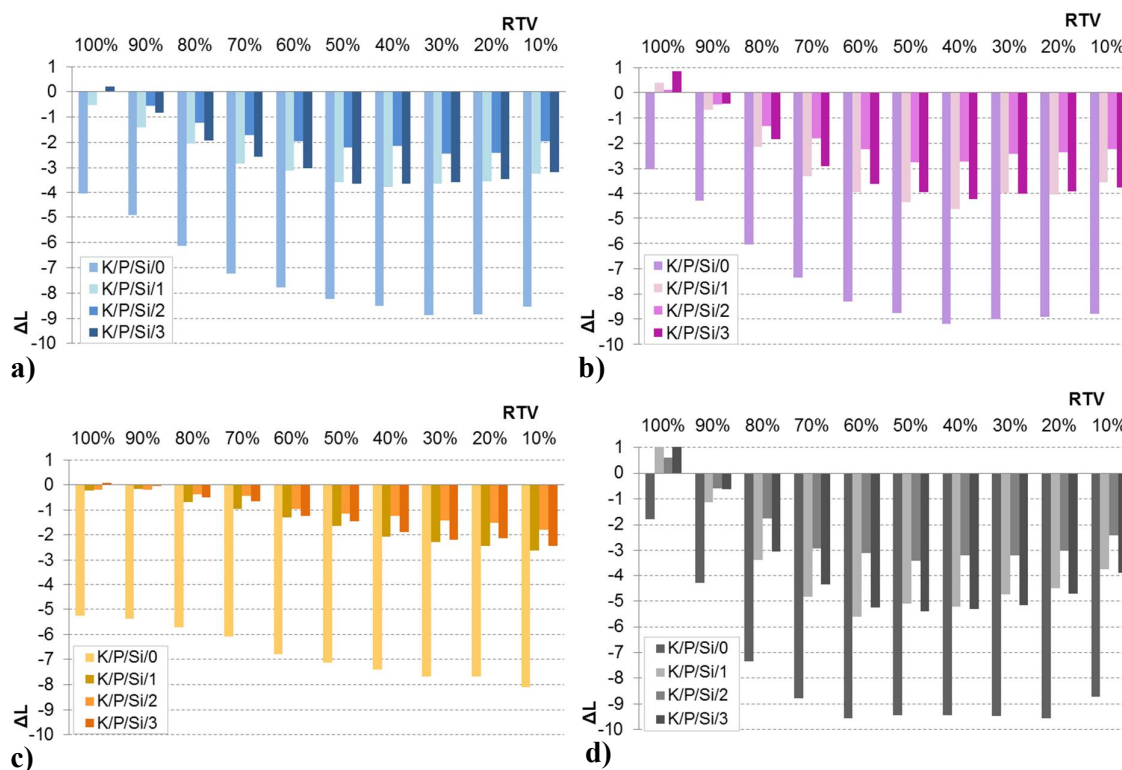 RTV
100% 90% 80% 70% 60% 50% 40% 30% 20% 10%
1
0
-1
-2
-3
-4
-5
-6
-7
-8
-9
-10
ΔL
K/P/Si/0
K/P/Si/1
K/P/Si/2
K/P/Si/3
a)
RTV
100% 90% 80% 70% 60% 50% 40% 30% 20% 10%
1
0
-1
-2
-3
-4
-5
-6
-7
-8
-9
-10
ΔL
K/P/Si/0
K/P/Si/1
K/P/Si/2
K/P/Si/3
b)
RTV
100% 90% 80% 70% 60% 50% 40% 30% 20% 10%
1
0
-1
-2
-3
-4
-5
-6
-7
-8
-9
-10
ΔL
K/P/Si/0
K/P/Si/1
K/P/Si/2
K/P/Si/3
c)
RTV
100% 90% 80% 70% 60% 50% 40% 30% 20% 10%
1
0
-1
-2
-3
-4
-5
-6
-7
-8
-9
-10
ΔL
K/P/Si/0
K/P/Si/1
K/P/Si/2
K/P/Si/3
d)